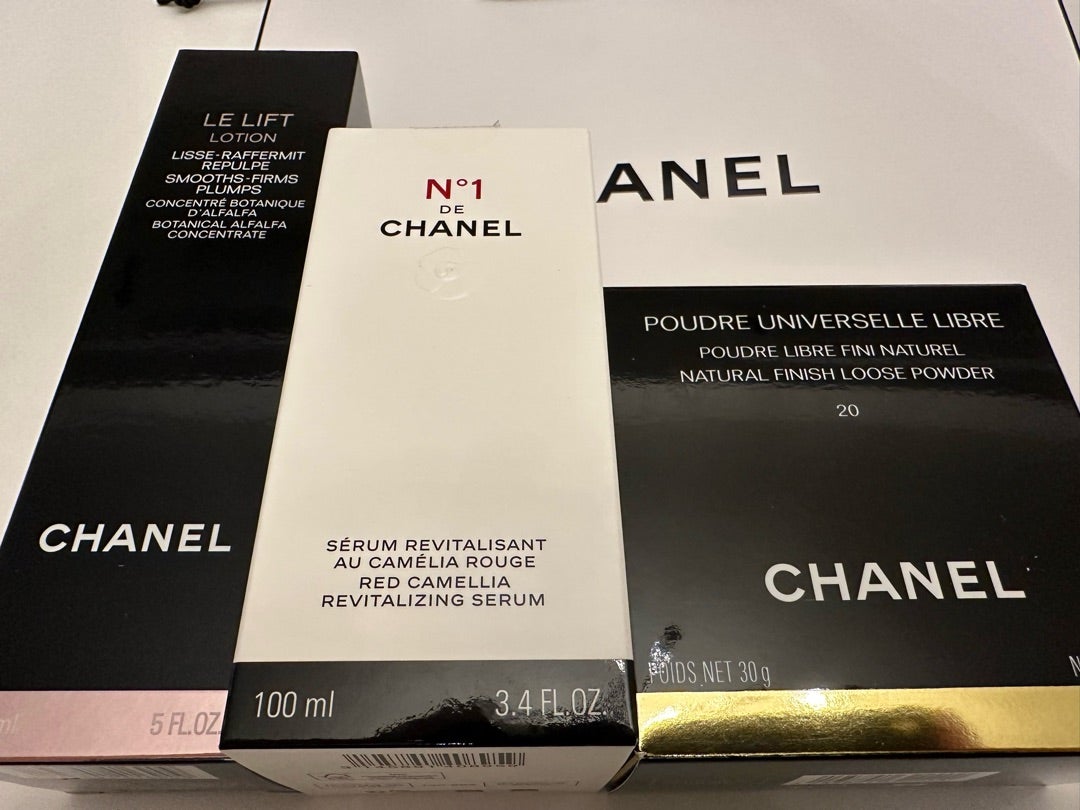 LE LIFT
LOTION
LISSE-RAFFERMIT
REPULPE
SMOOTHS-FIRMS
PLUMPS
CONCENTRÉ BOTANIQUE
D'ALFALFA
BOTANICAL ALFALFA
CONCENTRATE
CHANEL
ml
5 FL.OZ.
N°1
DE
CHANEL
SÉRUM REVITALISANT
AU CAMÉLIA ROUGE
RED CAMELLIA
REVITALIZING SERUM
100 ml
3.4 FL.OZ.
ANEL
POUDRE UNIVERSELLE LIBRE
POUDRE LIBRE FINI NATUREL
NATURAL FINISH LOOSE POWDER
20
CHANEL
POIDS NET 30 g
N